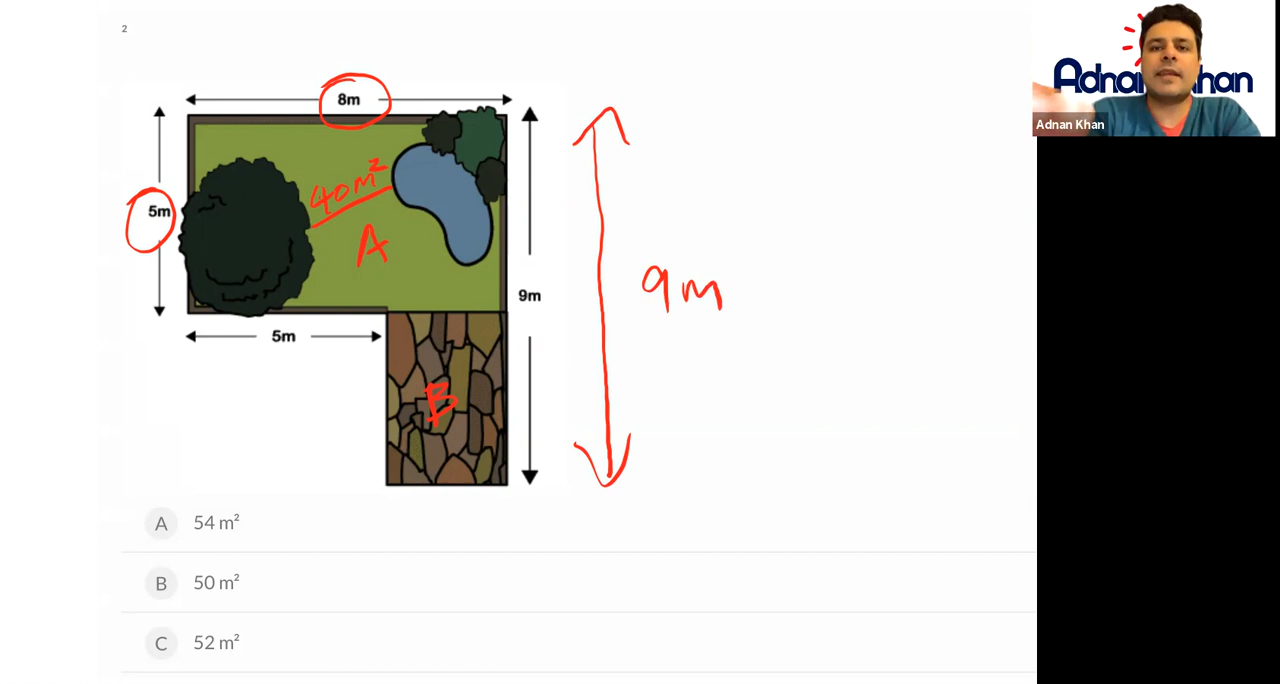 2
8m
Adnan Khan
Adnan Khan
40m²
5m
A
9m
9m
5m
B
A 54 m²
B 50 m²
C 52 m²